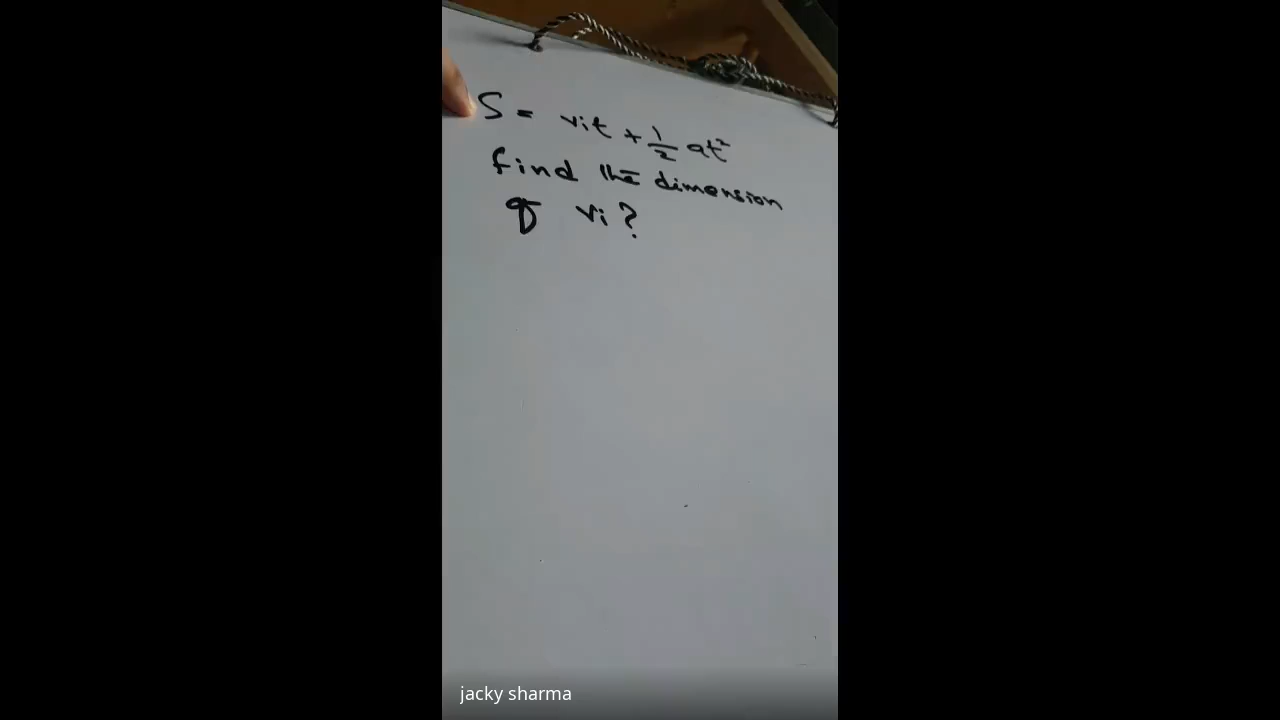 S = vit + 1/2 at²
find the dimension
of vi?
jacky sharma